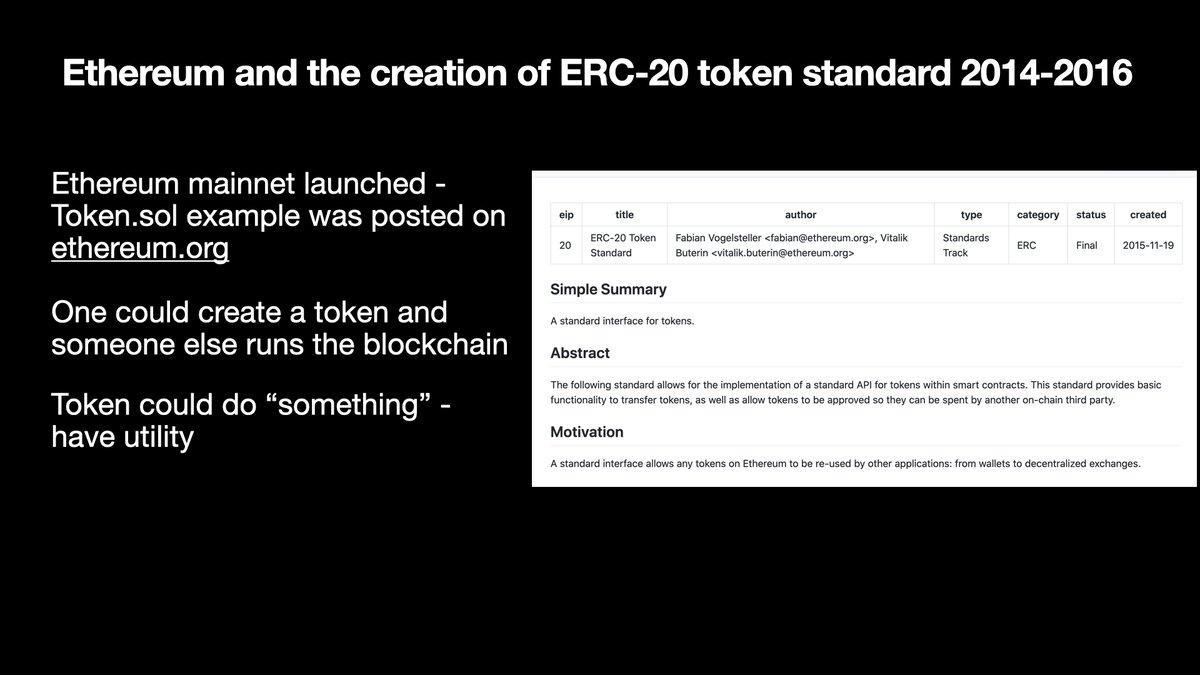 Ethereum and the creation of ERC-20 token standard 2014-2016
Ethereum mainnet launched -
Token.sol example was posted on
ethereum.org
One could create a token and
someone else runs the blockchain
Token could do “something” -
have utility
eip title author type category status created
20 ERC-20 Token Standard Fabian Vogelsteller <fabian@ethereum.org>, Vitalik Buterin <vitalik.buterin@ethereum.org> Standards Track ERC Final 2015-11-19
Simple Summary
A standard interface for tokens.
Abstract
The following standard allows for the implementation of a standard API for tokens within smart contracts. This standard provides basic
functionality to transfer tokens, as well as allow tokens to be approved so they can be spent by another on-chain third party.
Motivation
A standard interface allows any tokens on Ethereum to be re-used by other applications: from wallets to decentralized exchanges.